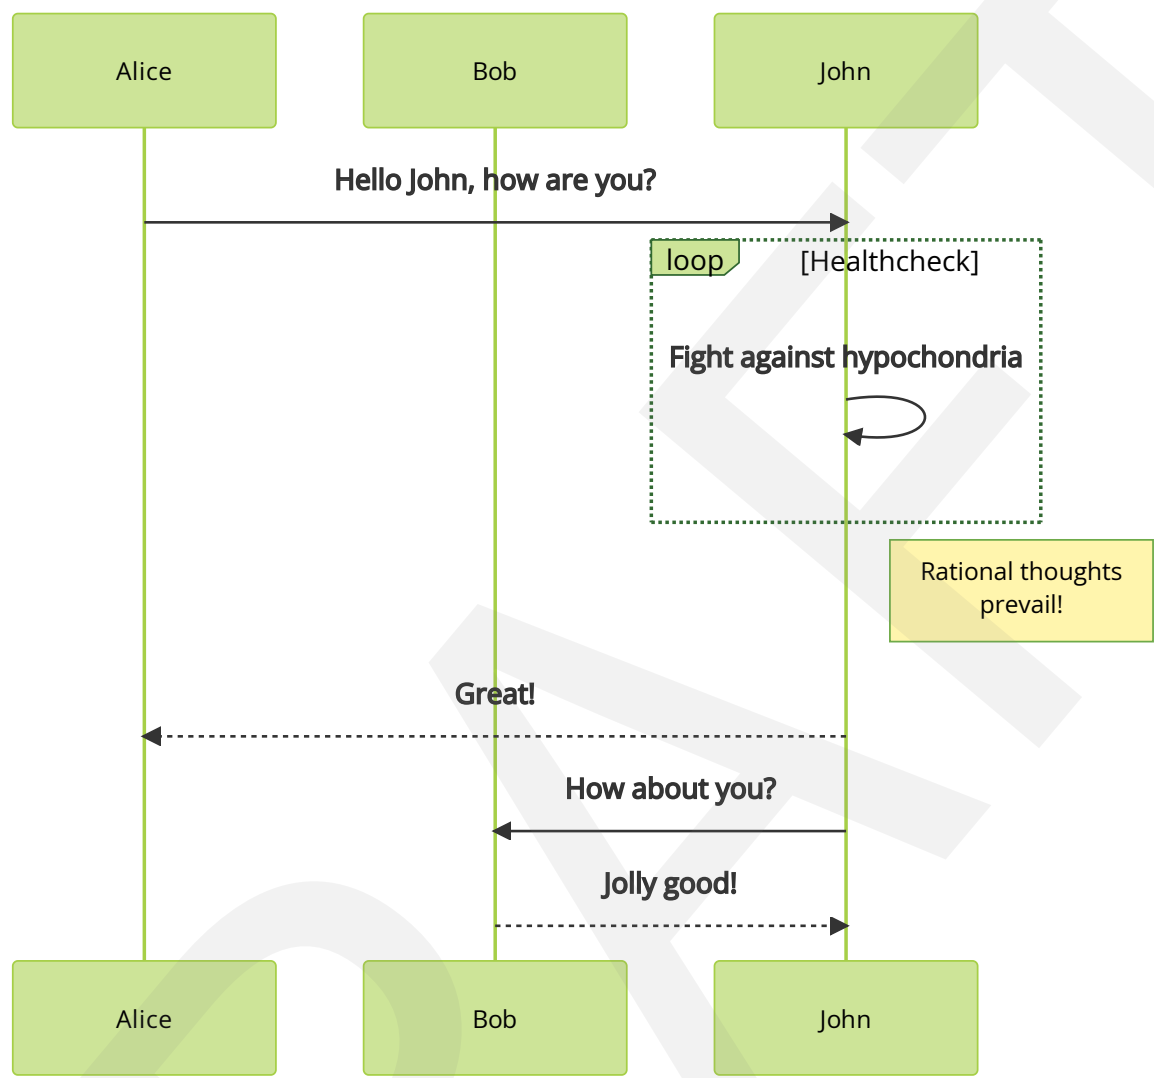 Alice
Bob
John
Hello John, how are you?
loop
[Healthcheck]
Fight against hypochondria
Rational thoughts
prevail!
Great!
How about you?
Jolly good!
Alice
Bob
John